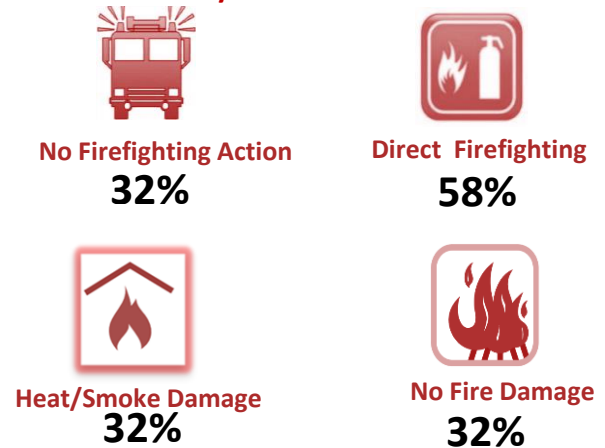 No Firefighting Action
32%
Direct Firefighting
58%
Heat/Smoke Damage
32%
No Fire Damage
32%